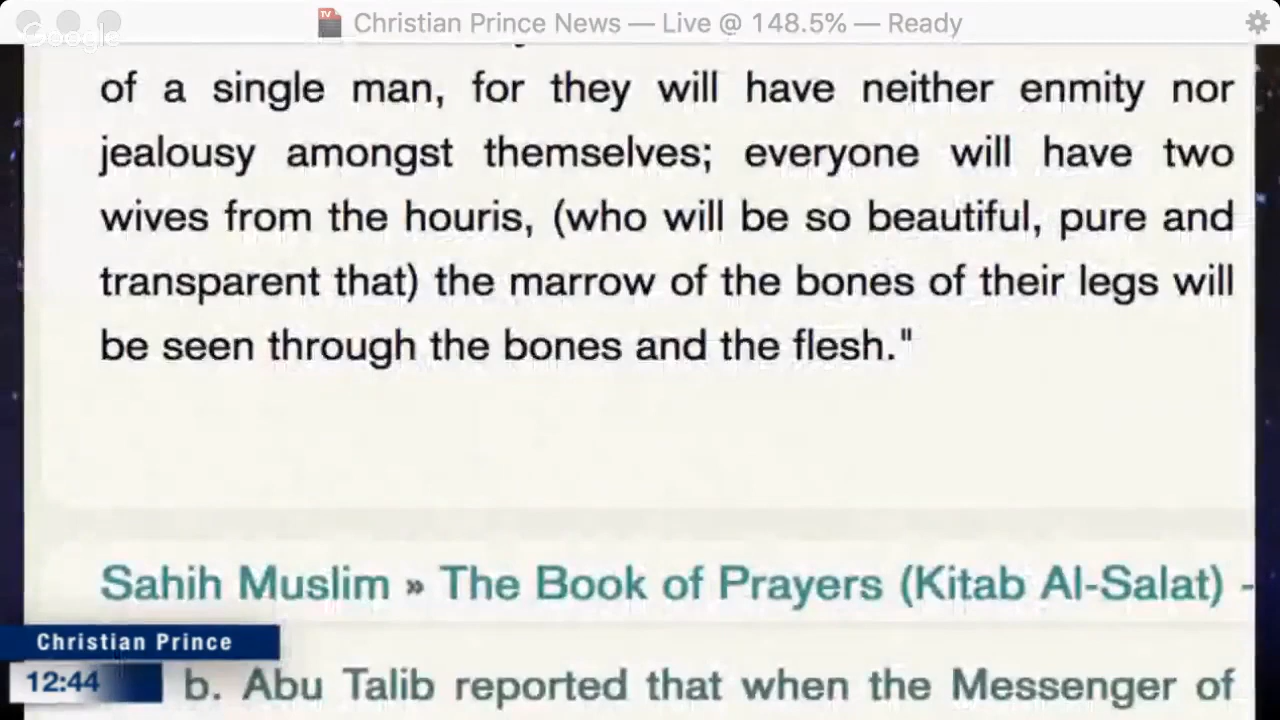 Google
Christian Prince News — Live @ 148.5% — Ready
of a single man, for they will have neither enmity nor
jealousy amongst themselves; everyone will have two
wives from the houris, (who will be so beautiful, pure and
transparent that) the marrow of the bones of their legs will
be seen through the bones and the flesh."
Sahih Muslim » The Book of Prayers (Kitab Al-Salat) -
Christian Prince
12:44
b. Abu Talib reported that when the Messenger of